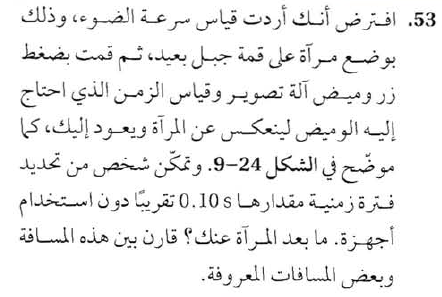 53. افترض أنك أردت قياس سرعة الضوء، وذلك
بوضع مرآة على قمة جبل بعيد، ثم قمت بضغط
زر وميض آلة تصوير وقياس الزمن الذي احتاج
إليه الوميض لينعكس عن المرآة ويعود إليك، كما
موضّح في الشكل 24-9. وتمكّن شخص من تحديد
فترة زمنية مقدارها 0.10 s تقريبًا دون استخدام
أجهزة. ما بعد المرآة عنك؟ قارن بين هذه المسافة
وبعض المسافات المعروفة.